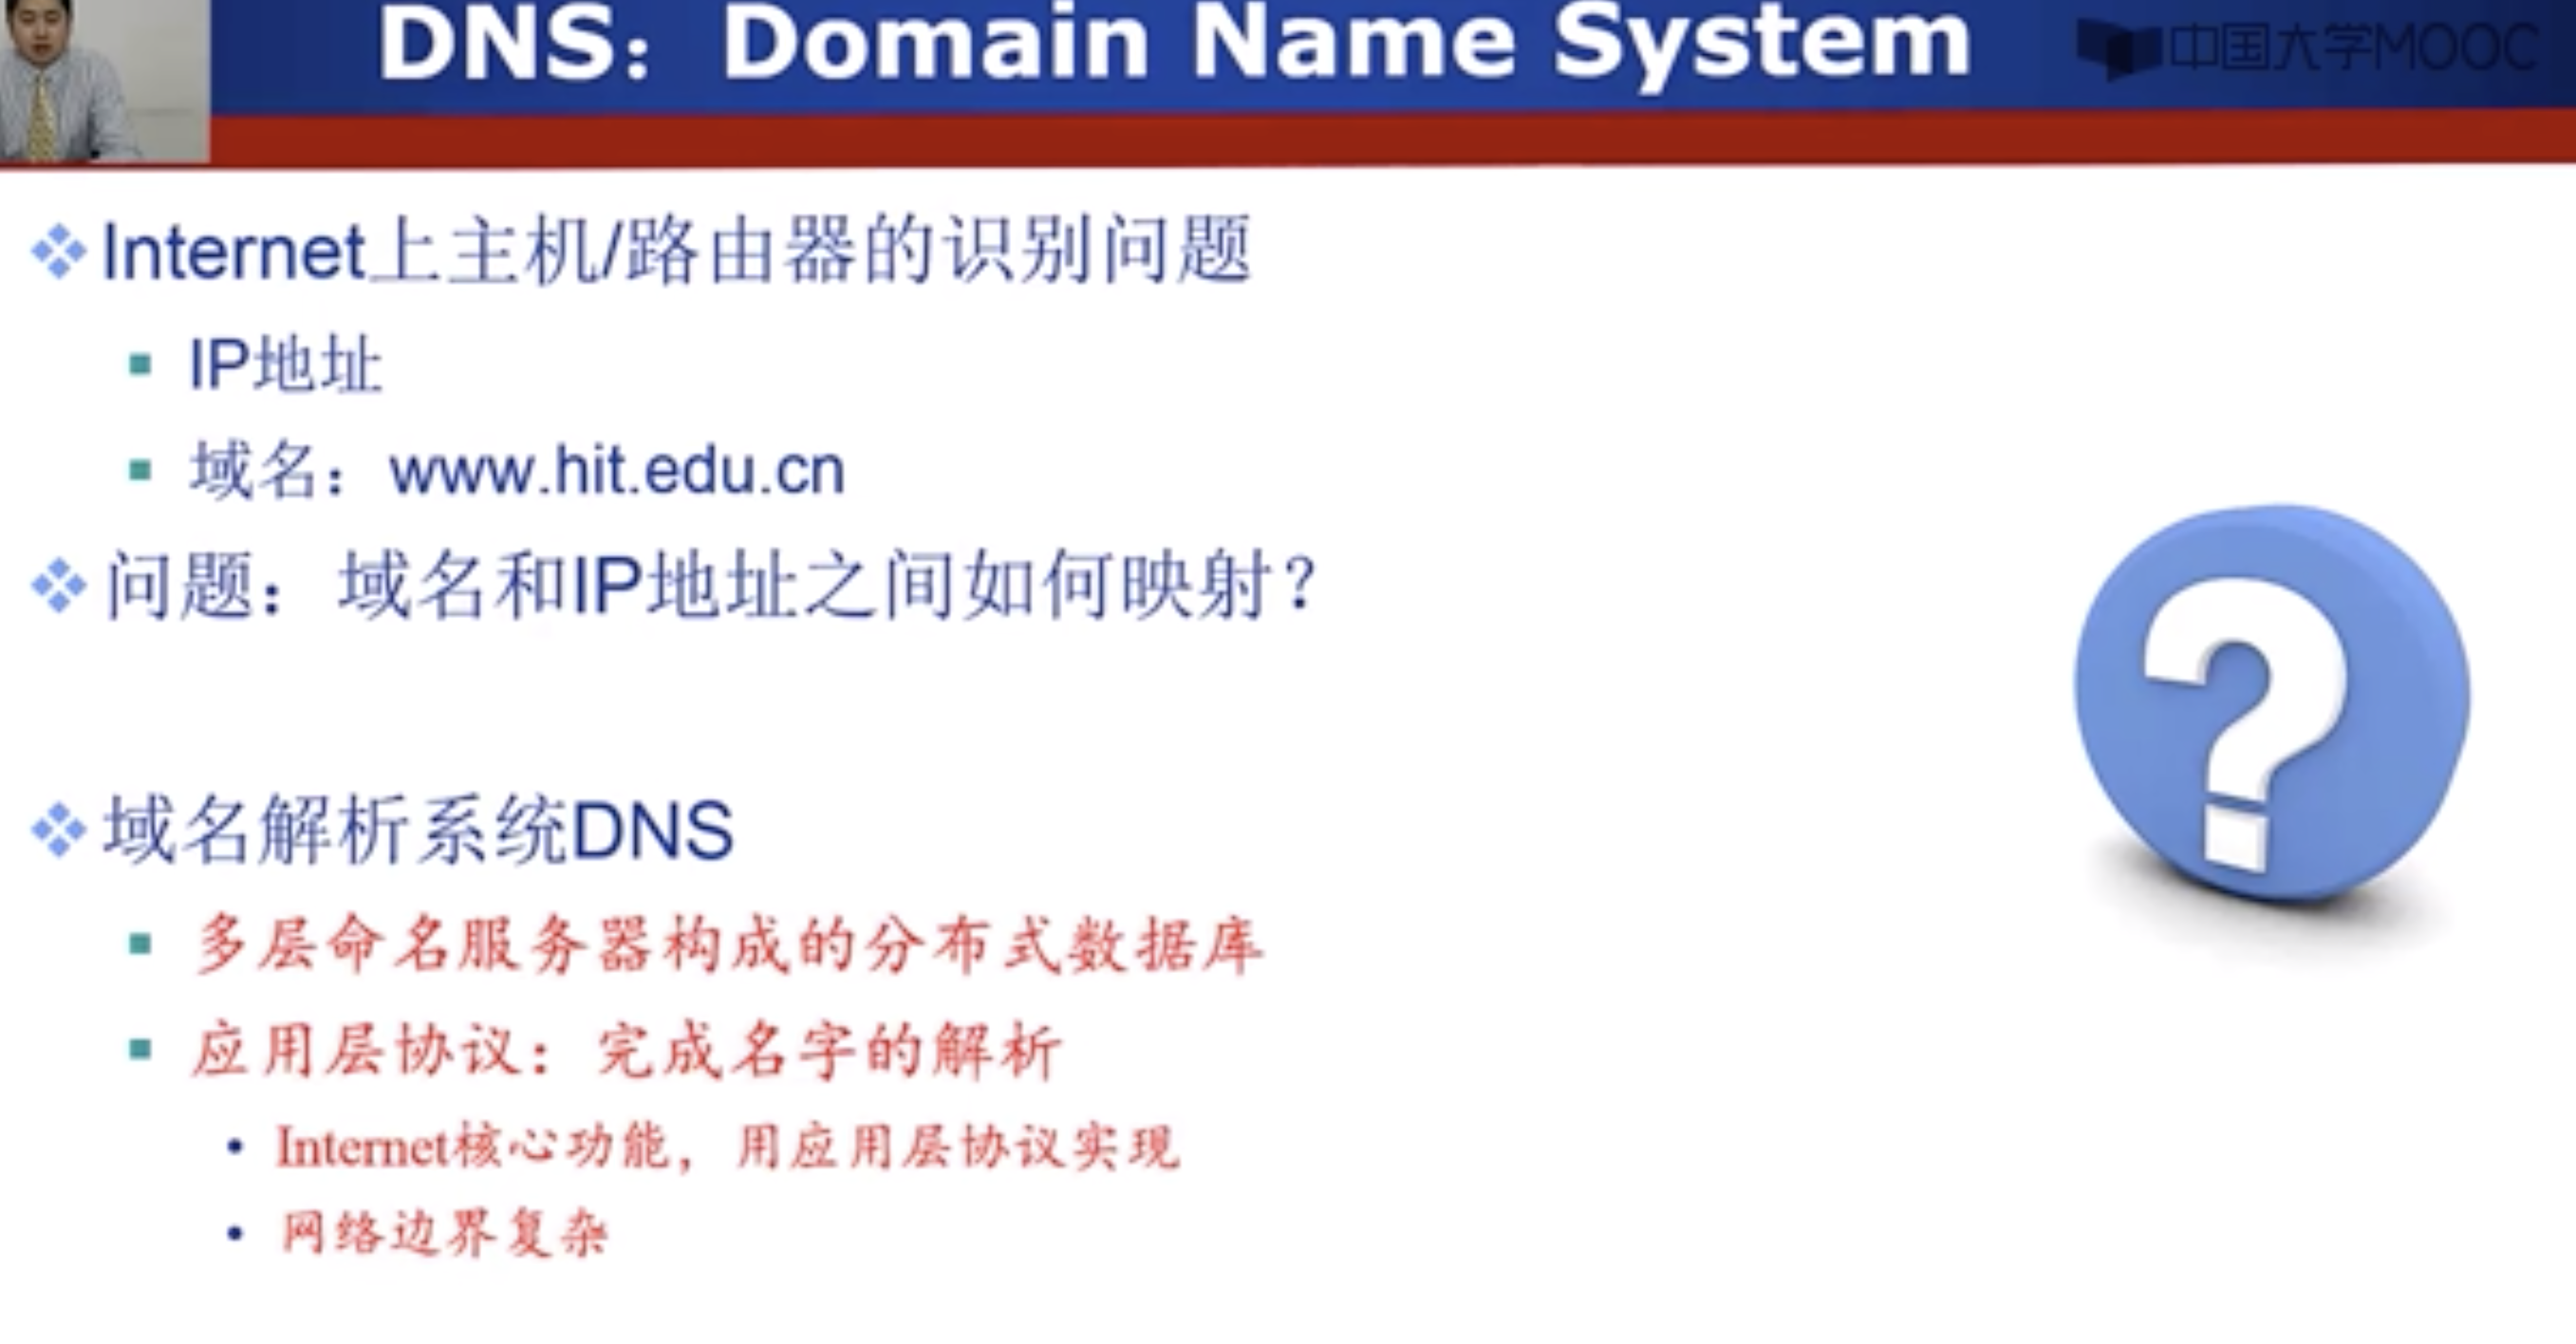 DNS：Domain Name System
中国大学MOOC
Internet上主机/路由器的识别问题
IP地址
域名：www.hit.edu.cn
问题：域名和IP地址之间如何映射？
域名解析系统DNS
多层命名服务器构成的分布式数据库
应用层协议：完成名字的解析
Internet核心功能，用应用层协议实现
网络边界复杂